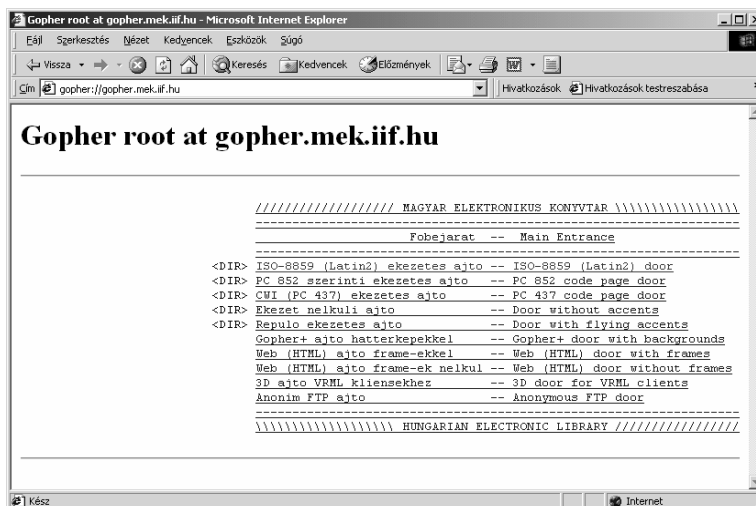 Gopher root at gopher.mek.iif.hu - Microsoft Internet Explorer
Fájl Szerkesztés Nézet Kedvencek Eszközök Súgó
Vissza Keresés Kedvencek Előzmények
Cím gopher://gopher.mek.iif.hu Hivatkozások Hivatkozások testreszabása
Gopher root at gopher.mek.iif.hu
/////////////////// MAGYAR ELEKTRONIKUS KONYVTAR \\\\\\\\\\\\\\\\\
------------------------------------------------------------------
Fobejarat -- Main Entrance
------------------------------------------------------------------
<DIR> ISO-8859 (Latin2) ekezetes ajto -- ISO-8859 (Latin2) door
<DIR> PC 852 szerinti ekezetes ajto -- PC 852 code page door
<DIR> CWI (PC 437) ekezetes ajto -- PC 437 code page door
<DIR> Ekezet nelkuli ajto -- Door without accents
<DIR> Repulo ekezetes ajto -- Door with flying accents
Gopher+ ajto hatterkepekkel -- Gopher+ door with backgrounds
Web (HTML) ajto frame-ekkel -- Web (HTML) door with frames
Web (HTML) ajto frame-ek nelkul -- Web (HTML) door without frames
3D ajto VRML kliensekhez -- 3D door for VRML clients
Anonim FTP ajto -- Anonymous FTP door
------------------------------------------------------------------
\\\\\\\\\\\\\\\\\\\ HUNGARIAN ELECTRONIC LIBRARY /////////////////
Kész Internet